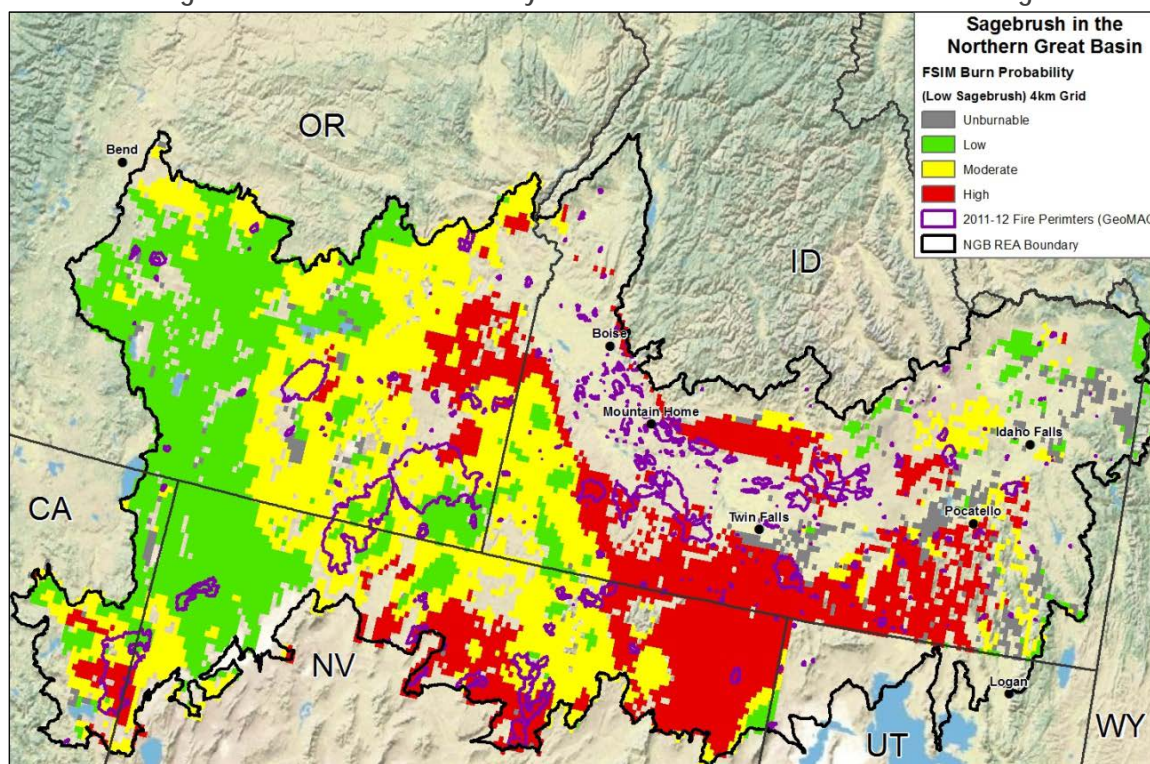 Sagebrush in the
Northern Great Basin
FSIM Burn Probability
(Low Sagebrush) 4km Grid
Unburnable
Low
Moderate
High
2011-12 Fire Perimters (GeoMAC
NGB REA Boundary
OR
Bend
ID
Boise
Mountain Home
Idaho Falls
CA
Pocatello
Twin Falls
NV
Logan
WY
UT